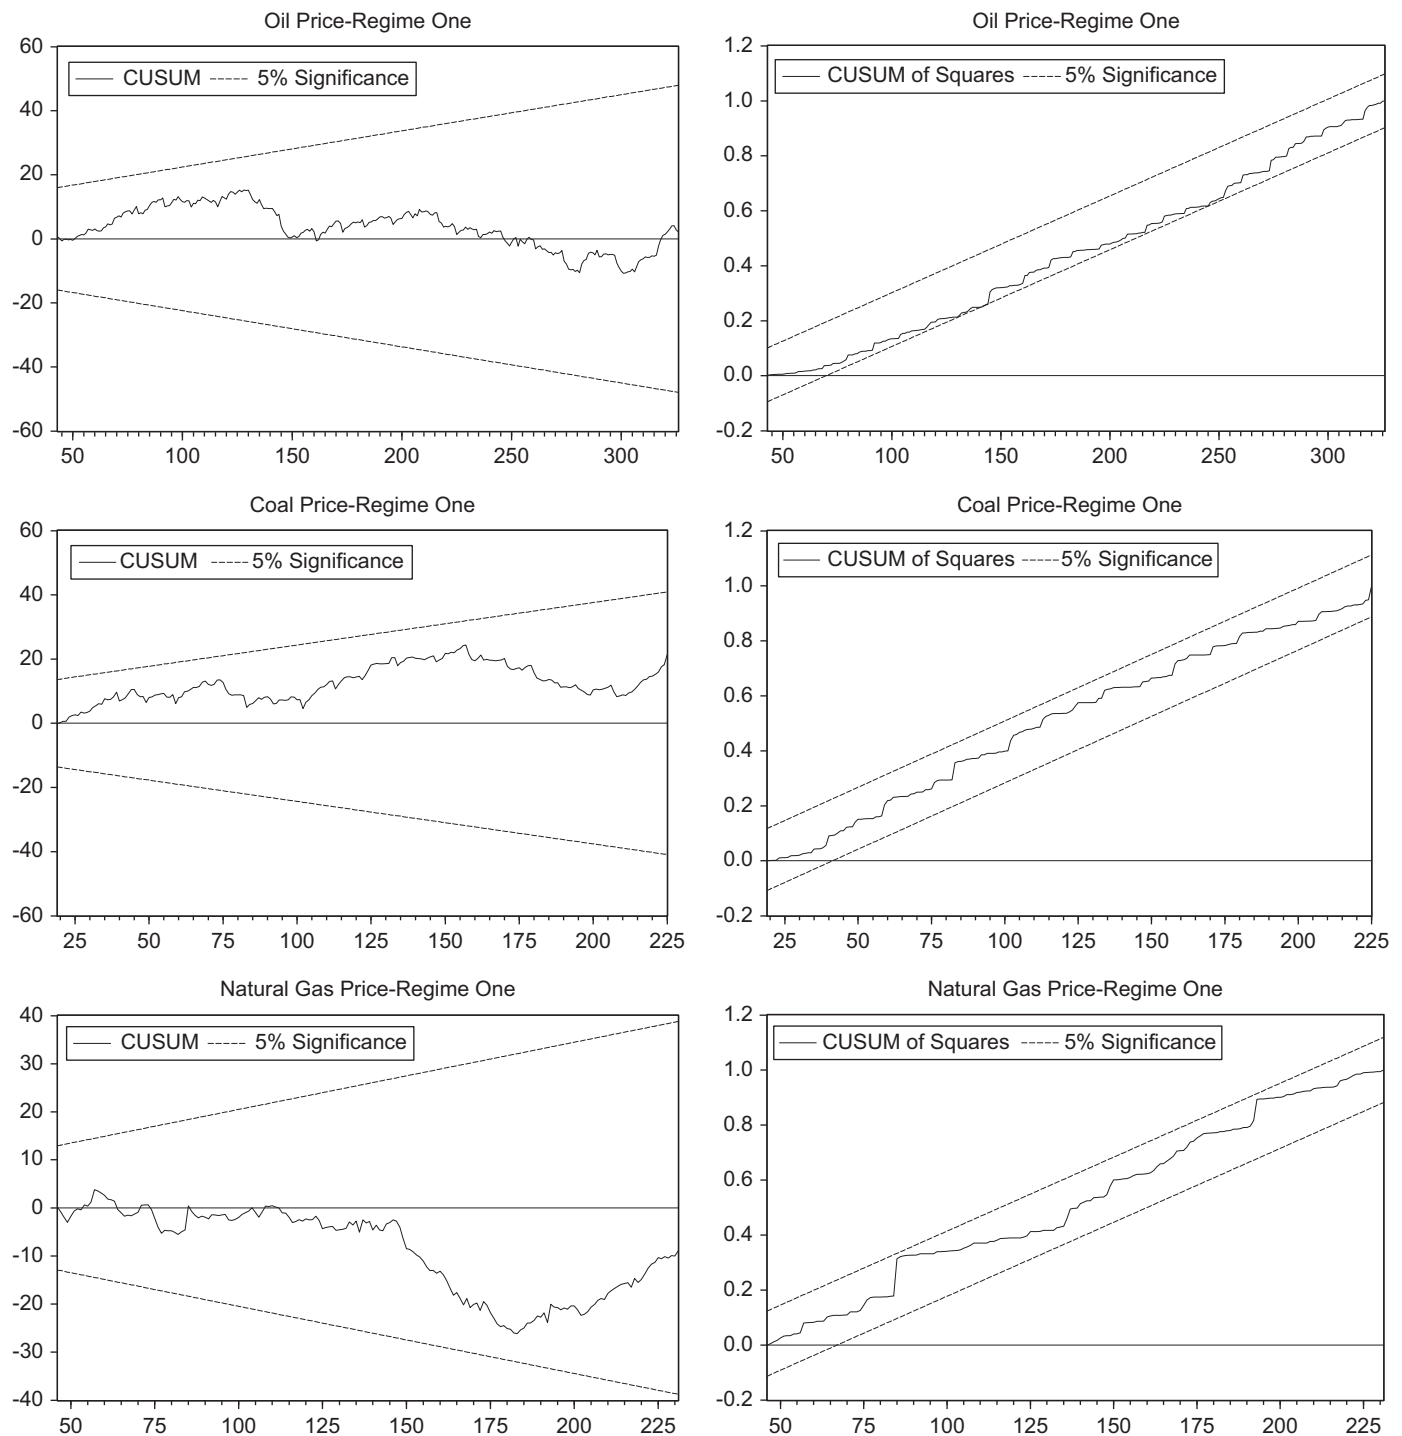 Oil Price-Regime One
60
40
20
0
-20
-40
-60
CUSUM 5% Significance
50 100 150 200 250 300
Oil Price-Regime One
1.2
1.0
0.8
0.6
0.4
0.2
0.0
-0.2
CUSUM of Squares 5% Significance
50 100 150 200 250 300
Coal Price-Regime One
60
40
20
0
-20
-40
-60
CUSUM 5% Significance
25 50 75 100 125 150 175 200 225
Coal Price-Regime One
1.2
1.0
0.8
0.6
0.4
0.2
0.0
-0.2
CUSUM of Squares 5% Significance
25 50 75 100 125 150 175 200 225
Natural Gas Price-Regime One
40
30
20
10
0
-10
-20
-30
-40
CUSUM 5% Significance
50 75 100 125 150 175 200 225
Natural Gas Price-Regime One
1.2
1.0
0.8
0.6
0.4
0.2
0.0
-0.2
CUSUM of Squares 5% Significance
50 75 100 125 150 175 200 225